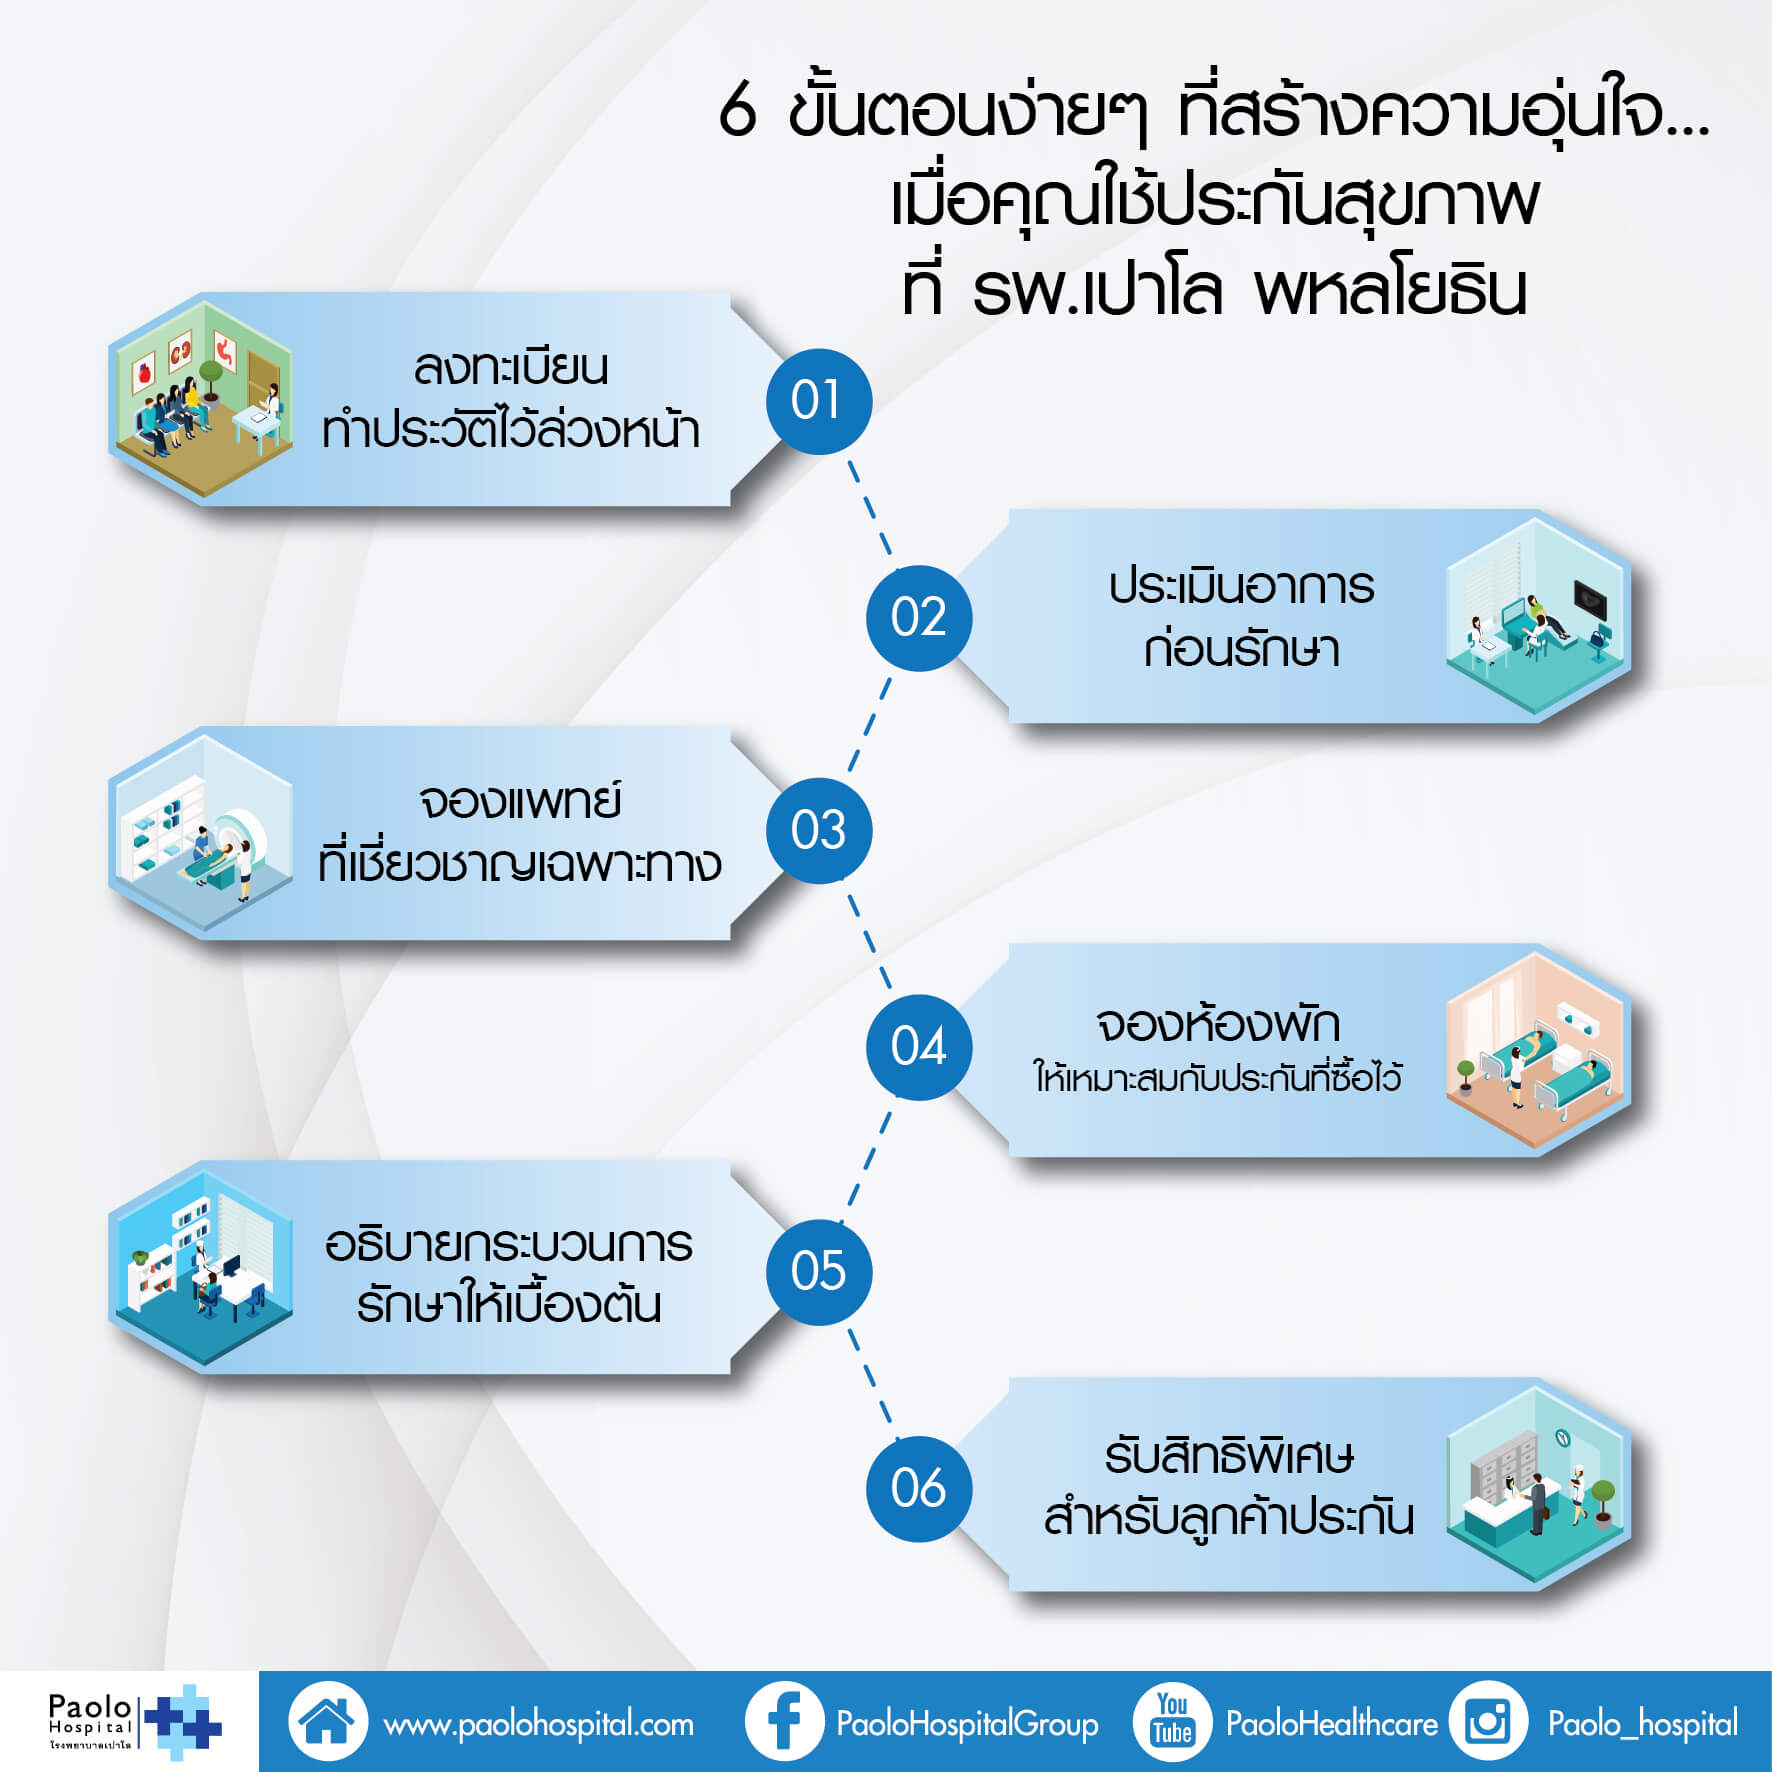 6 ขั้นตอนง่ายๆ ที่สร้างความอุ่นใจ...
เมื่อคุณใช้ประกันสุขภาพ
ที่ รพ.เปาโล พหลโยธิน
ลงทะเบียน
ทำประวัติไว้ล่วงหน้า
01
02
ประเมินอาการ
ก่อนรักษา
จองแพทย์
ที่เชี่ยวชาญเฉพาะทาง
03
04
จองห้องพัก
ให้เหมาะสมกับประกันที่ซื้อไว้
อธิบายกระบวนการ
รักษาให้เบื้องต้น
05
06
รับสิทธิพิเศษ
สำหรับลูกค้าประกัน
Paolo
Hospital
โรงพยาบาลเปาโล
www.paolohospital.com
f PaoloHospitalGroup
You
Tube
PaoloHealthcare
Paolo_hospital